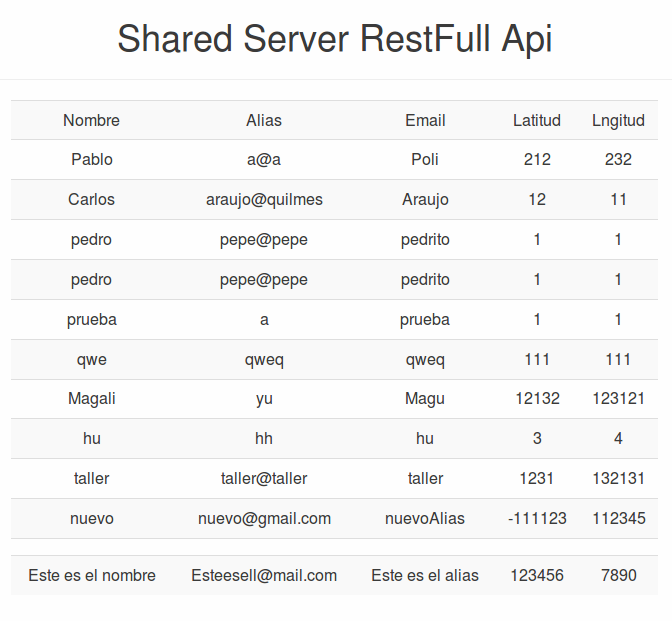 Shared Server RestFull Api
Nombre Alias Email Latitud Lngitud
Pablo a@a Poli 212 232
Carlos araujo@quilmes Araujo 12 11
pedro pepe@pepe pedrito 1 1
pedro pepe@pepe pedrito 1 1
prueba a prueba 1 1
qwe qweq qweq 111 111
Magali yu Magu 12132 123121
hu hh hu 3 4
taller taller@taller taller 1231 132131
nuevo nuevo@gmail.com nuevoAlias -111123 112345
Este es el nombre Esteesell@mail.com Este es el alias 123456 7890